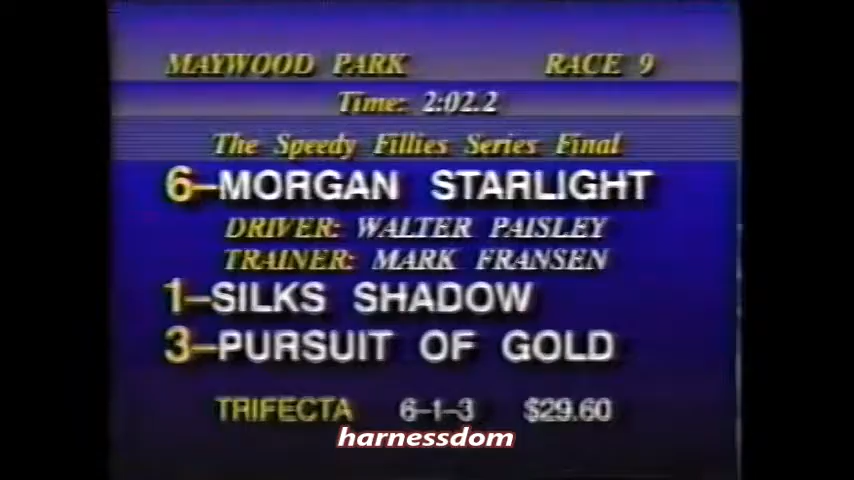 MAYWOOD PARK RACE 9
Time: 2:02.2
The Speedy Fillies Series Final
6–MORGAN STARLIGHT
DRIVER: WALTER PAISLEY
TRAINER: MARK FRANSEN
1–SILKS SHADOW
3–PURSUIT OF GOLD
TRIFECTA 6–1–3 $29.60
harnessdom